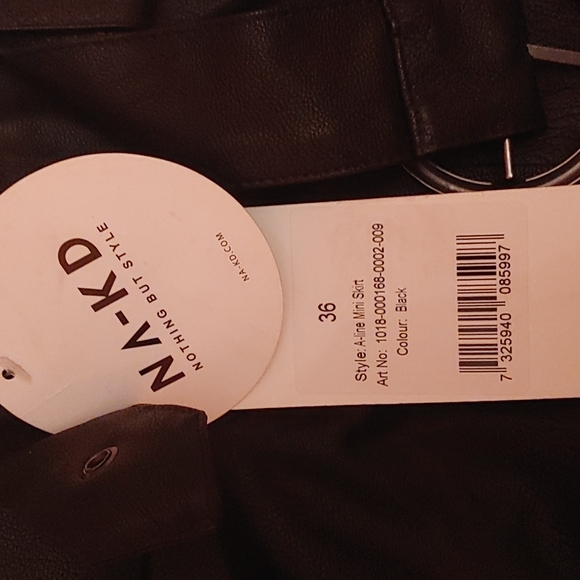 NA-KD
NOTHING BUT STYLE
NA-KD.COM
36
Style: A-line Mini Skirt
Art No: 1018-000168-0002-009
Colour: Black
7 325940 085997